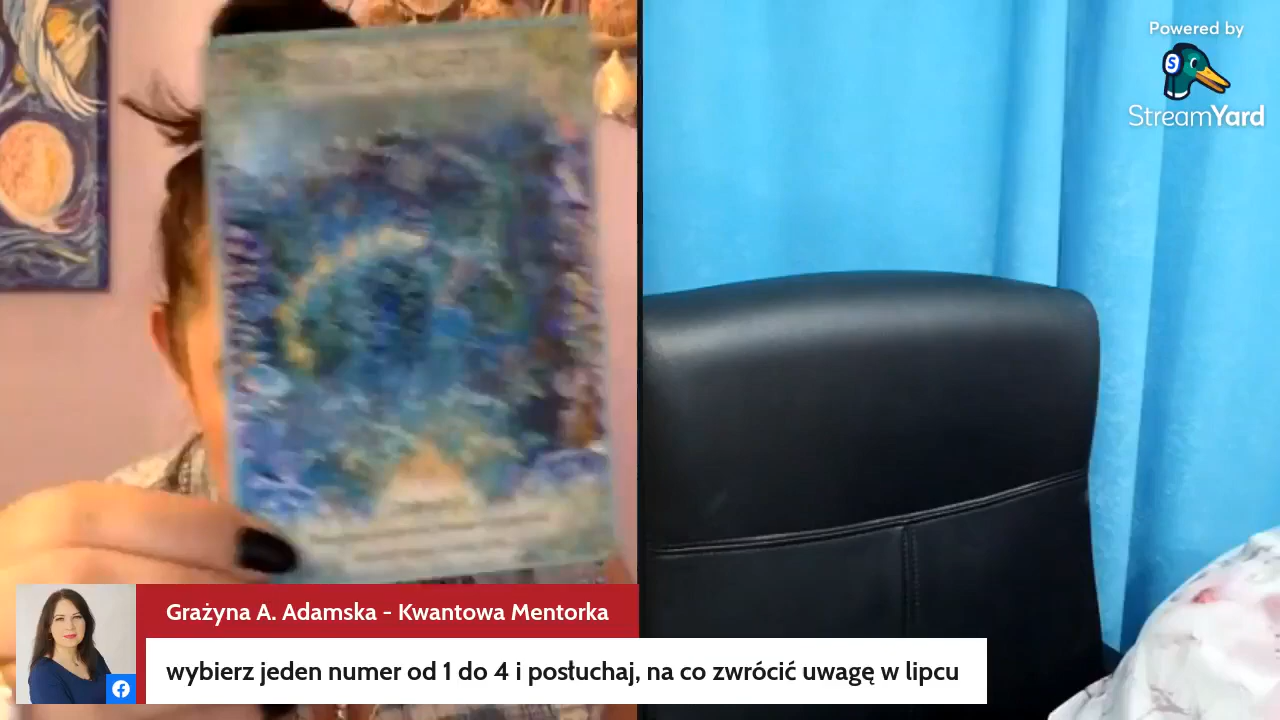 Powered by
S
StreamYard
Grażyna A. Adamska - Kwantowa Mentorka
wybierz jeden numer od 1 do 4 i posłuchaj, na co zwrócić uwagę w lipcu